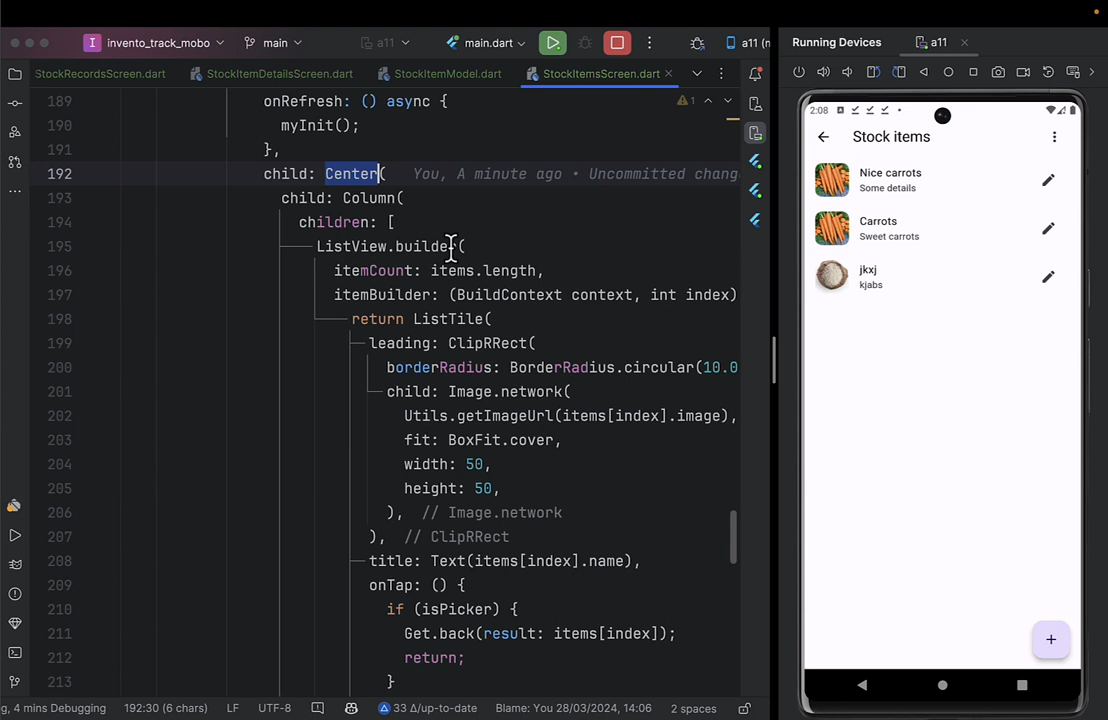 invento_track_mobo
main
a11
main.dart
a11 (m
Running Devices
a11
StockRecordsScreen.dart
StockItemDetailsScreen.dart
StockItemModel.dart
StockItemsScreen.dart
189 onRefresh: () async {
1
190 myInit();
191 },
192 child: Center( You, A minute ago • Uncommitted chang
193 child: Column(
194 children: [
195 ListView.builder(
196 itemCount: items.length,
197 itemBuilder: (BuildContext context, int index)
198 return ListTile(
199 leading: ClipRRect(
200 borderRadius: BorderRadius.circular(10.0
201 child: Image.network(
202 Utils.getImageUrl(items[index].image),
203 fit: BoxFit.cover,
204 width: 50,
205 height: 50,
206 ), // Image.network
207 ), // ClipRRect
208 title: Text(items[index].name),
209 onTap: () {
210 if (isPicker) {
211 Get.back(result: items[index]);
212 return;
213 }
g, 4 mins Debugging
192:30 (6 chars)
LF
UTF-8
33 Δ/up-to-date
Blame: You 28/03/2024, 14:06
2 spaces
2:08
Stock items
Nice carrots
Some details
Carrots
Sweet carrots
jkxj
kjabs
+